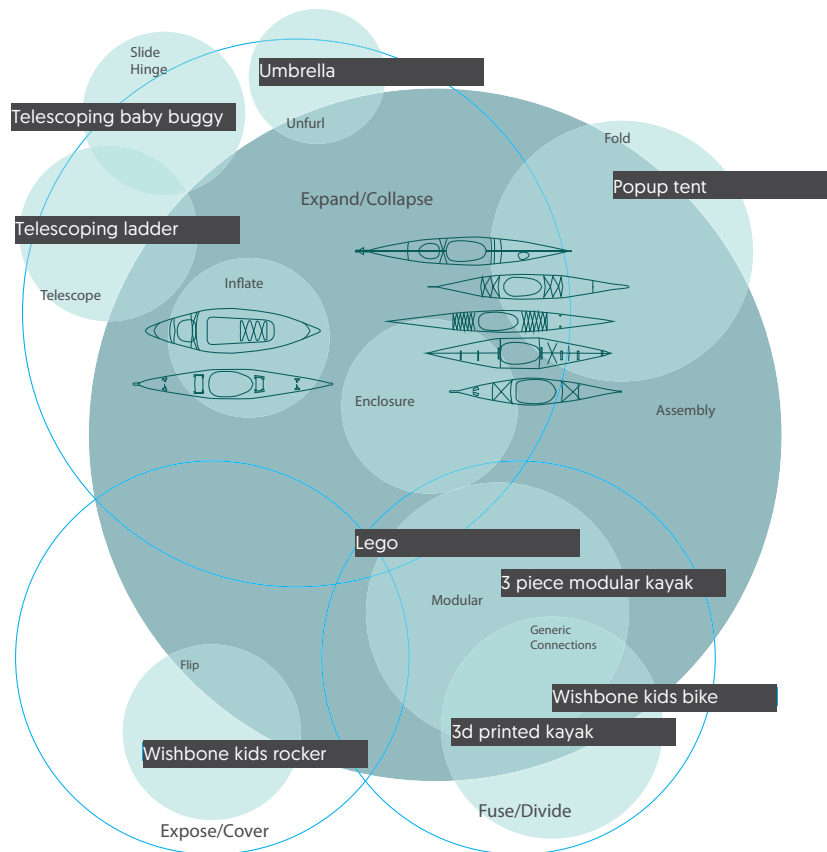 Slide
Hinge
Umbrella
Telescoping baby buggy
Unfurl
Fold
Popup tent
Expand/Collapse
Telescoping ladder
Inflate
Telescope
Enclosure
Assembly
Lego
3 piece modular kayak
Modular
Generic
Connections
Flip
Wishbone kids bike
3d printed kayak
Wishbone kids rocker
Fuse/Divide
Expose/Cover